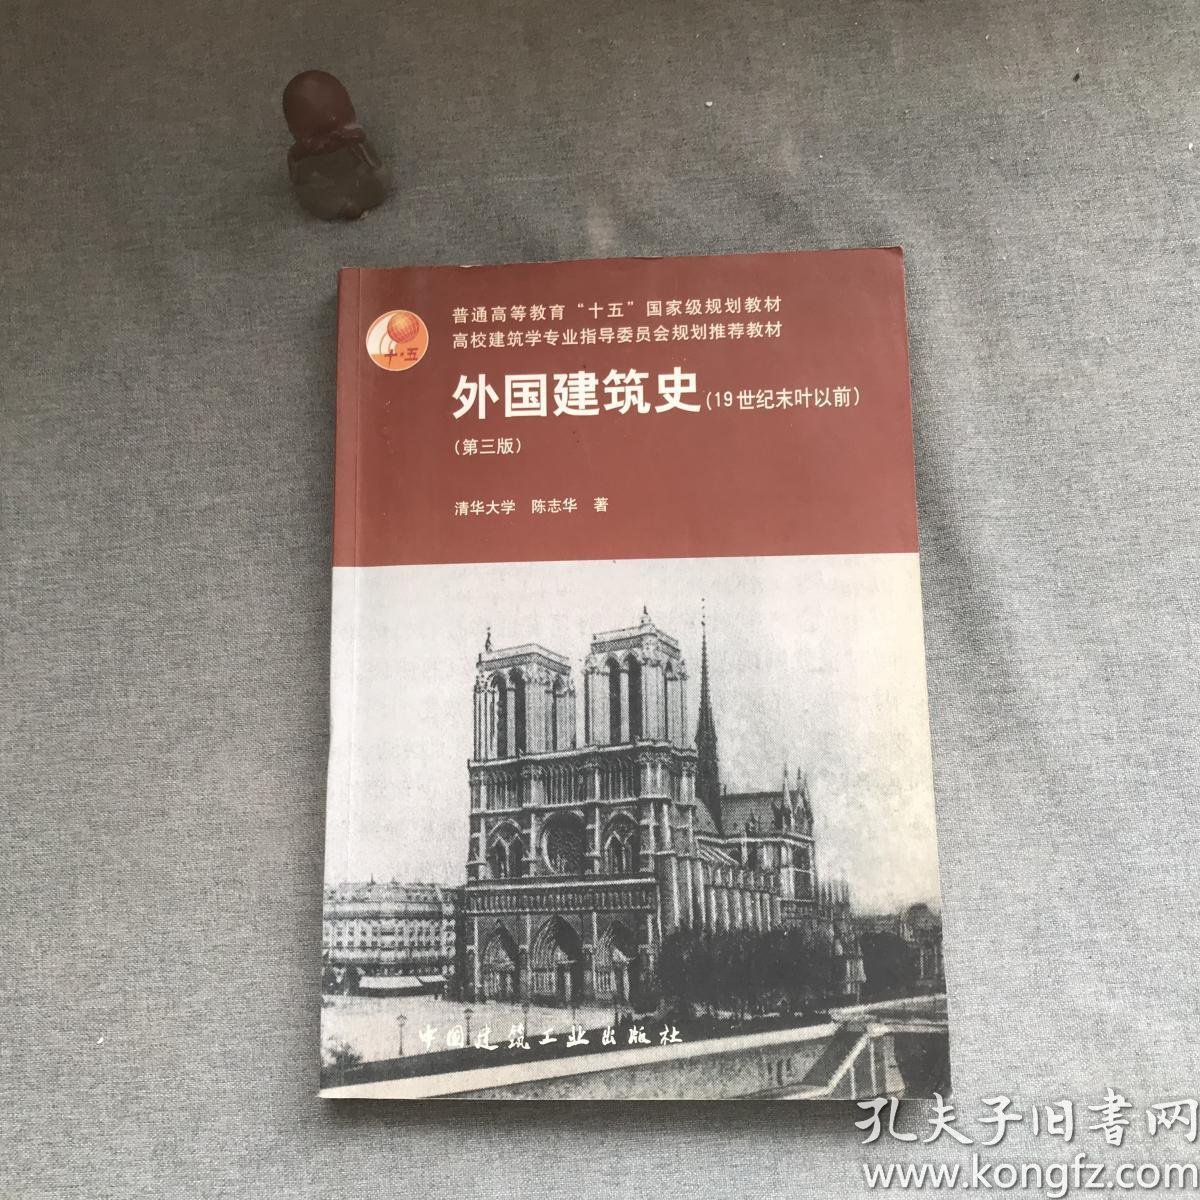 普通高等教育“十五”国家级规划教材
高校建筑学专业指导委员会规划推荐教材
十·五
外国建筑史(19世纪末叶以前)
(第三版)
清华大学 陈志华 著
中国建筑工业出版社
孔夫子旧书网
www.kongfz.com